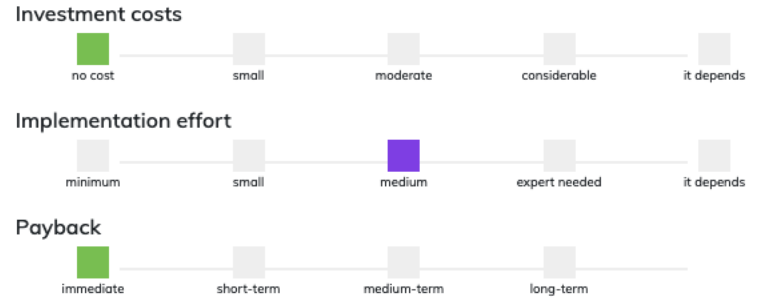 Investment costs
no cost small moderate considerable it depends
Implementation effort
minimum small medium expert needed it depends
Payback
immediate short-term medium-term long-term